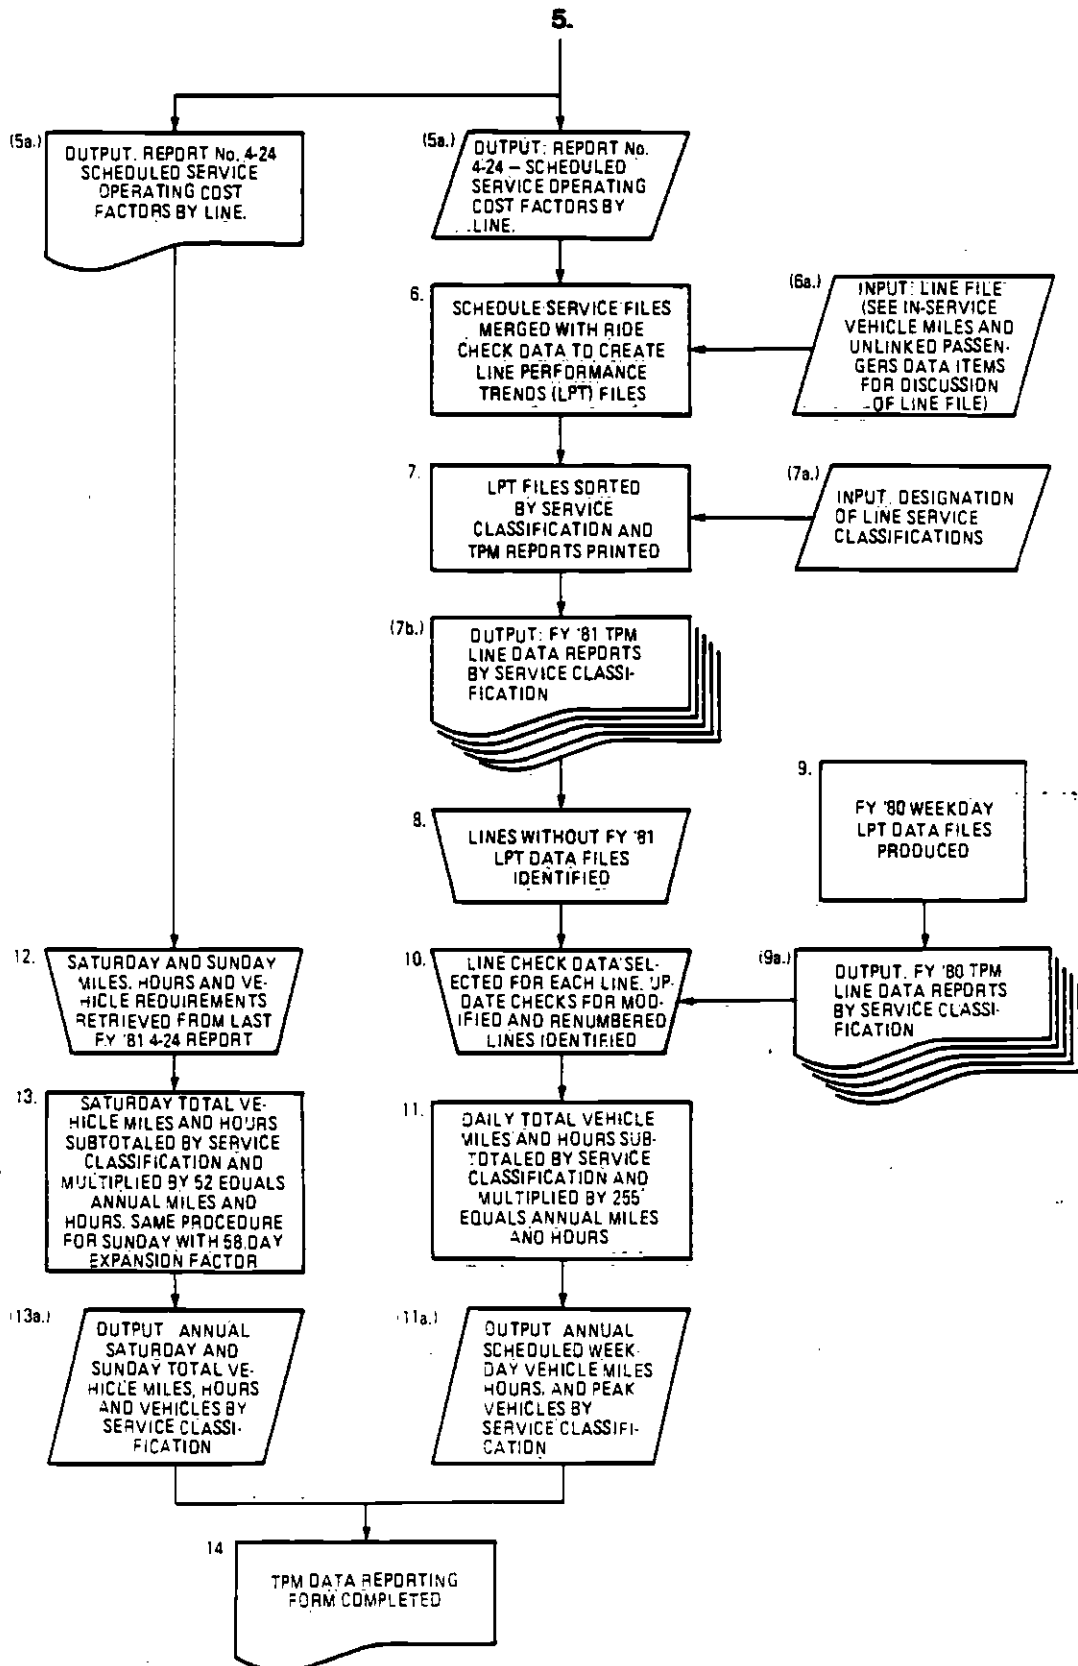 5.
(5a.)
OUTPUT. REPORT No. 4-24
SCHEDULED SERVICE
OPERATING COST
FACTORS BY LINE.
(5a.)
OUTPUT: REPORT No.
4-24 – SCHEDULED
SERVICE OPERATING
COST FACTORS BY
LINE.
6.
SCHEDULE SERVICE FILES
MERGED WITH RIDE
CHECK DATA TO CREATE
LINE PERFORMANCE
TRENDS (LPT) FILES
(6a.)
INPUT: LINE FILE
(SEE IN-SERVICE
VEHICLE MILES AND
UNLINKED PASSEN-
GERS DATA ITEMS
FOR DISCUSSION
OF LINE FILE)
7.
LPT FILES SORTED
BY SERVICE
CLASSIFICATION AND
TPM REPORTS PRINTED
(7a.)
INPUT. DESIGNATION
OF LINE SERVICE
CLASSIFICATIONS
(7b.)
OUTPUT: FY '81 TPM
LINE DATA REPORTS
BY SERVICE CLASSI-
FICATION
8.
LINES WITHOUT FY '81
LPT DATA FILES
IDENTIFIED
9.
FY '80 WEEKDAY
LPT DATA FILES
PRODUCED
(9a.)
OUTPUT. FY '80 TPM
LINE DATA REPORTS
BY SERVICE CLASSI-
FICATION
10.
LINE CHECK DATA SEL-
ECTED FOR EACH LINE. UP-
DATE CHECKS FOR MOD-
IFIED AND RENUMBERED
LINES IDENTIFIED
12.
SATURDAY AND SUNDAY
MILES, HOURS AND VE-
HICLE REQUIREMENTS
RETRIEVED FROM LAST
FY '81 4-24 REPORT
13.
SATURDAY TOTAL VE-
HICLE MILES AND HOURS
SUBTOTALED BY SERVICE
CLASSIFICATION AND
MULTIPLIED BY 52 EQUALS
ANNUAL MILES AND
HOURS. SAME PROCEDURE
FOR SUNDAY WITH 58-DAY
EXPANSION FACTOR
11.
DAILY TOTAL VEHICLE
MILES AND HOURS SUB-
TOTALED BY SERVICE
CLASSIFICATION AND
MULTIPLIED BY 255
EQUALS ANNUAL MILES
AND HOURS
(13a.)
OUTPUT ANNUAL
SATURDAY AND
SUNDAY TOTAL VE-
HICLE MILES, HOURS
AND VEHICLES BY
SERVICE CLASSI-
FICATION
(11a.)
OUTPUT ANNUAL
SCHEDULED WEEK-
DAY VEHICLE MILES
HOURS, AND PEAK
VEHICLES BY
SERVICE CLASSIFI-
CATION
14
TPM DATA REPORTING
FORM COMPLETED